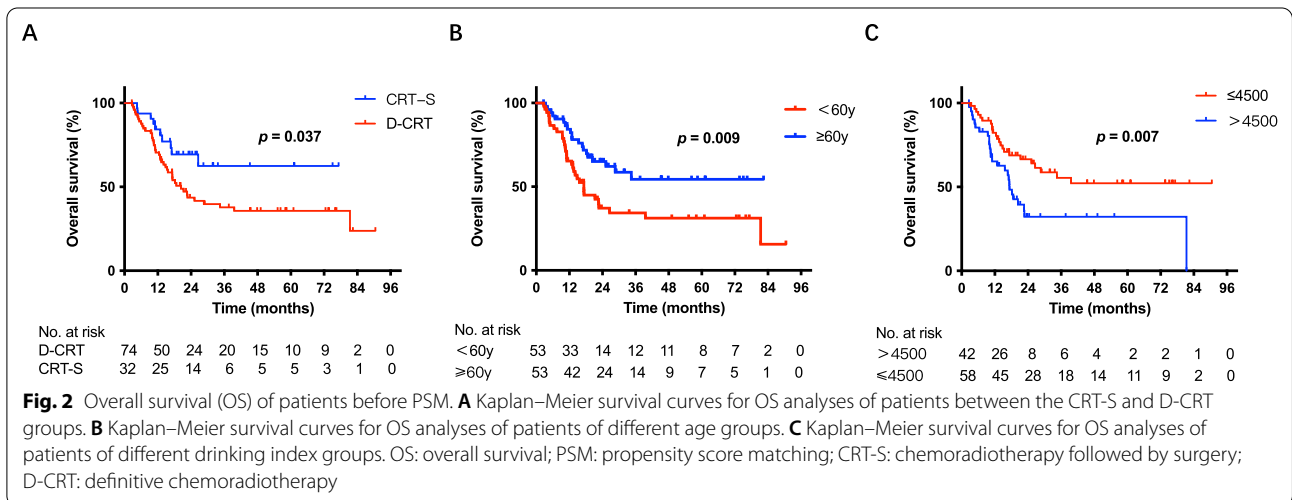 A
Overall survival (%)
100
50
0
CRT–S
D-CRT
p = 0.037
0 12 24 36 48 60 72 84 96
Time (months)
No. at risk
D-CRT 74 50 24 20 15 10 9 2 0
CRT-S 32 25 14 6 5 5 3 1 0
B
Overall survival (%)
100
50
0
<60y
≥60y
p = 0.009
0 12 24 36 48 60 72 84 96
Time (months)
No. at risk
<60y 53 33 14 12 11 8 7 2 0
≥60y 53 42 24 14 9 7 5 1 0
C
Overall survival (%)
100
50
0
≤4500
>4500
p = 0.007
0 12 24 36 48 60 72 84 96
Time (months)
No. at risk
>4500 42 26 8 6 4 2 2 1 0
≤4500 58 45 28 18 14 11 9 2 0
Fig. 2 Overall survival (OS) of patients before PSM. A Kaplan–Meier survival curves for OS analyses of patients between the CRT-S and D-CRT
groups. B Kaplan–Meier survival curves for OS analyses of patients of different age groups. C Kaplan–Meier survival curves for OS analyses of
patients of different drinking index groups. OS: overall survival; PSM: propensity score matching; CRT-S: chemoradiotherapy followed by surgery;
D-CRT: definitive chemoradiotherapy